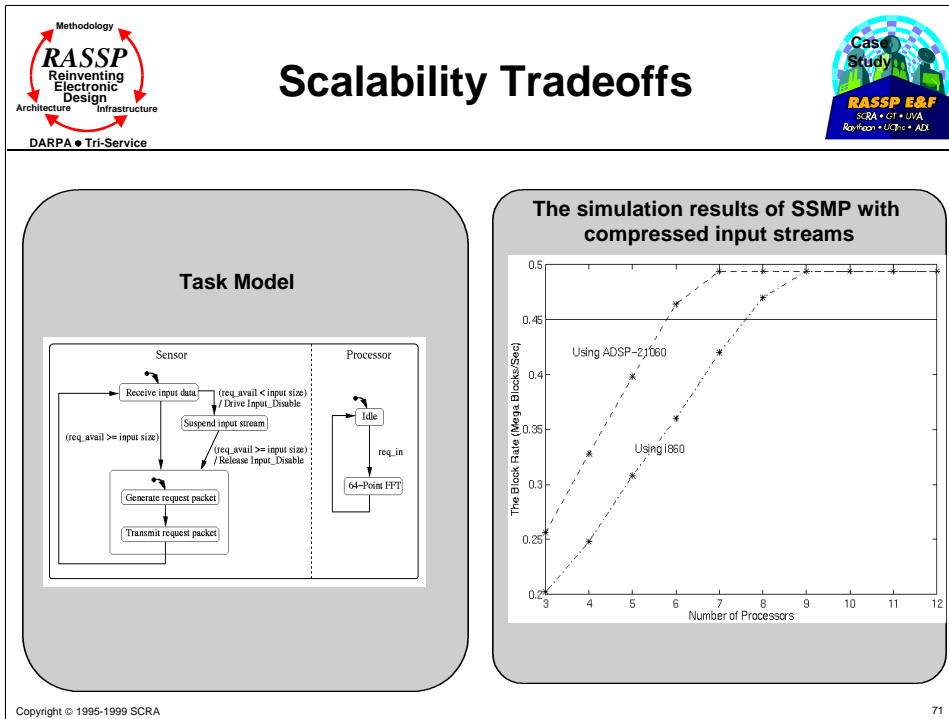 Methodology
RASSP
Reinventing
Electronic
Design
Architecture
Infrastructure
DARPA ● Tri-Service
Scalability Tradeoffs
Case
Study
RASSP E&F
SCRA • GT • UVA
Raytheon • UCinc • ADL
Task Model
Sensor
Processor
Receive input data
(req_avail < input size)
/ Drive Input_Disable
Suspend input stream
(req_avail >= input size)
(req_avail >= input size)
/ Release Input_Disable
Generate request packet
Transmit request packet
Idle
req_in
64-Point FFT
The simulation results of SSMP with
compressed input streams
The Block Rate (Mega Blocks/Sec)
0.5
0.45
0.4
0.35
0.3
0.25
0.2
Using ADSP-21060
Using i860
3 4 5 6 7 8 9 10 11 12
Number of Processors
Copyright © 1995-1999 SCRA
71